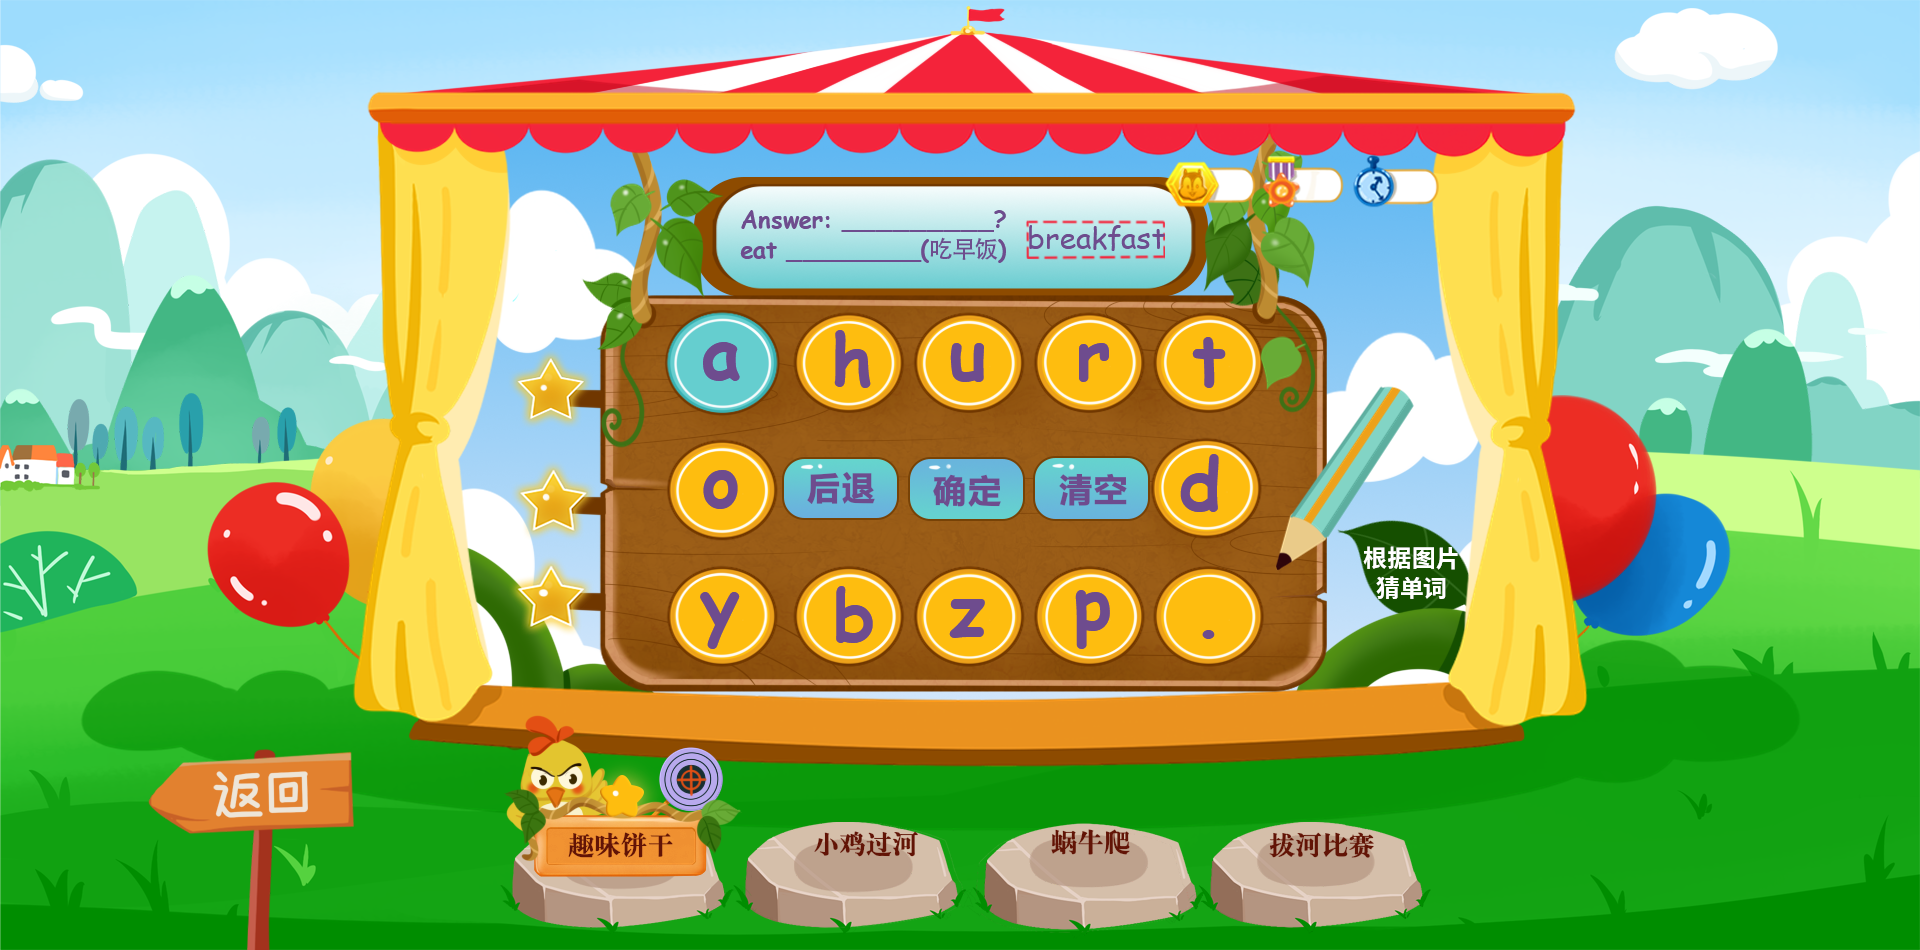 Answer: ___________?
eat __________(吃早饭)
breakfast
a h u r t
o 后退 确定 清空 d
y b z p .
根据图片
猜单词
返回
趣味饼干
小鸡过河
蜗牛爬
拔河比赛